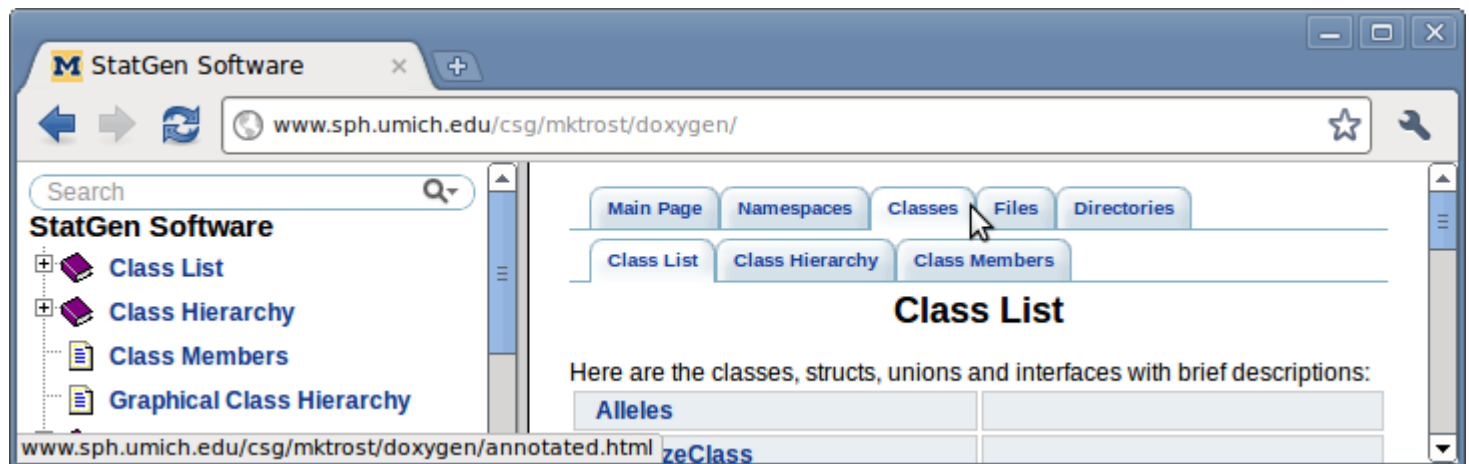 StatGen Software
www.sph.umich.edu/csg/mktrost/doxygen/
Search
StatGen Software
Class List
Class Hierarchy
Class Members
Graphical Class Hierarchy
www.sph.umich.edu/csg/mktrost/doxygen/annotated.html
Main Page Namespaces Classes Files Directories
Class List Class Hierarchy Class Members
Class List
Here are the classes, structs, unions and interfaces with brief descriptions:
Alleles
zeClass